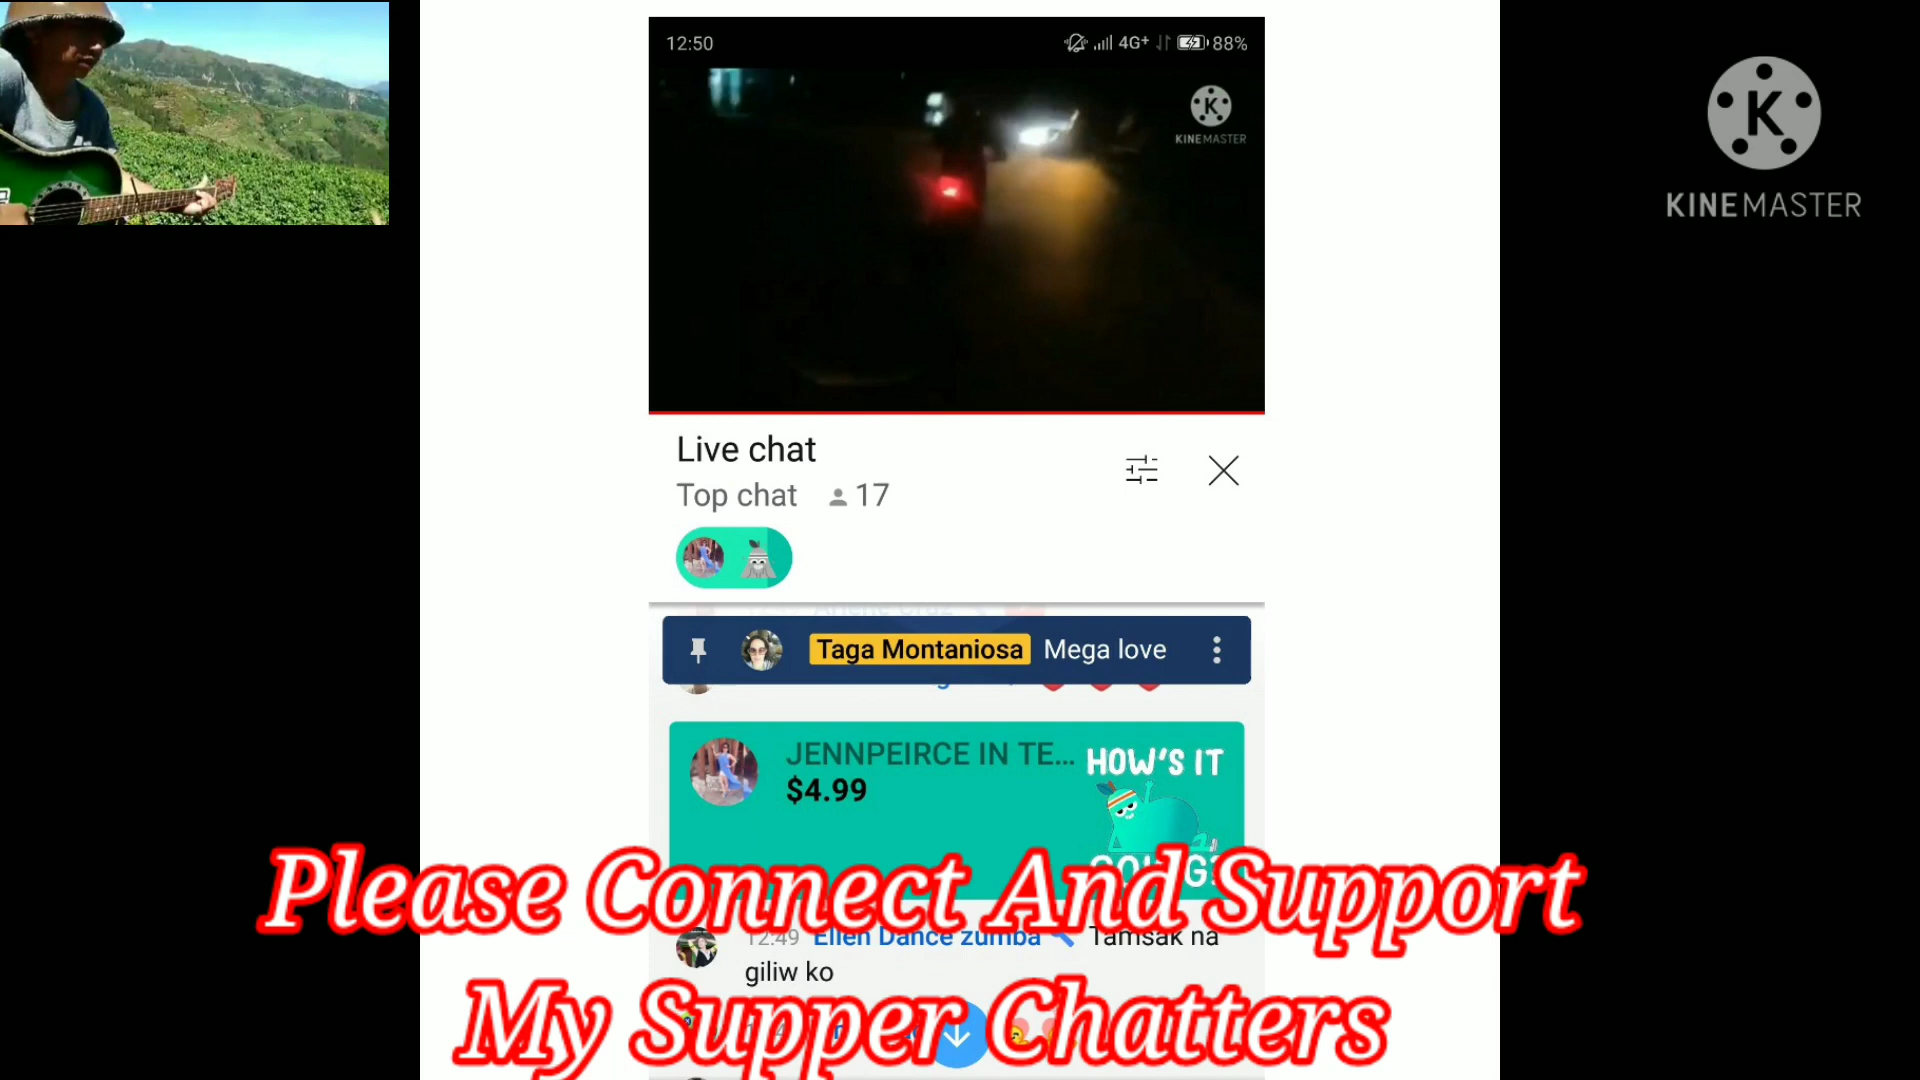 12:50
4G+
88%
KINEMASTER
KINEMASTER
Live chat
Top chat 17
Taga Montaniosa Mega love
JENNPEIRCE IN TE...
$4.99
HOW'S IT
GOING?
Please Connect And Support
12:49 Ellen Dance zumba Tamsak na
giliw ko
My Supper Chatters